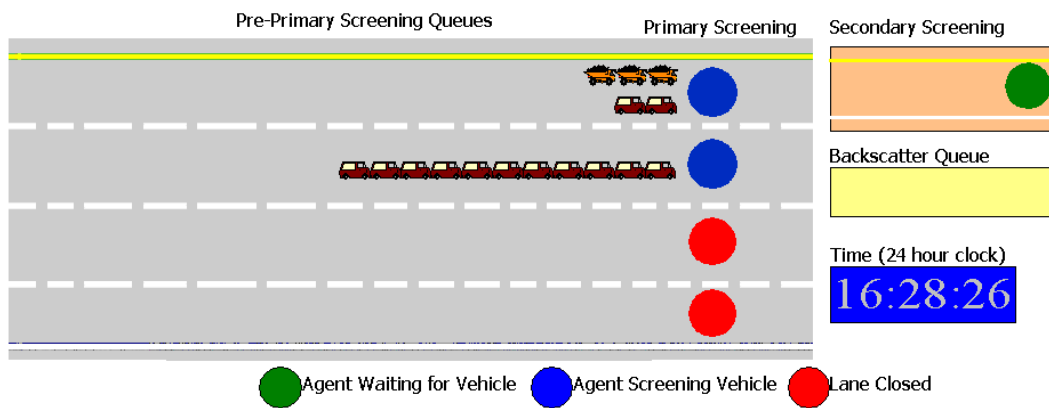 Pre-Primary Screening Queues
Primary Screening
Secondary Screening
Backscatter Queue
Time (24 hour clock)
16:28:26
Agent Waiting for Vehicle
Agent Screening Vehicle
Lane Closed